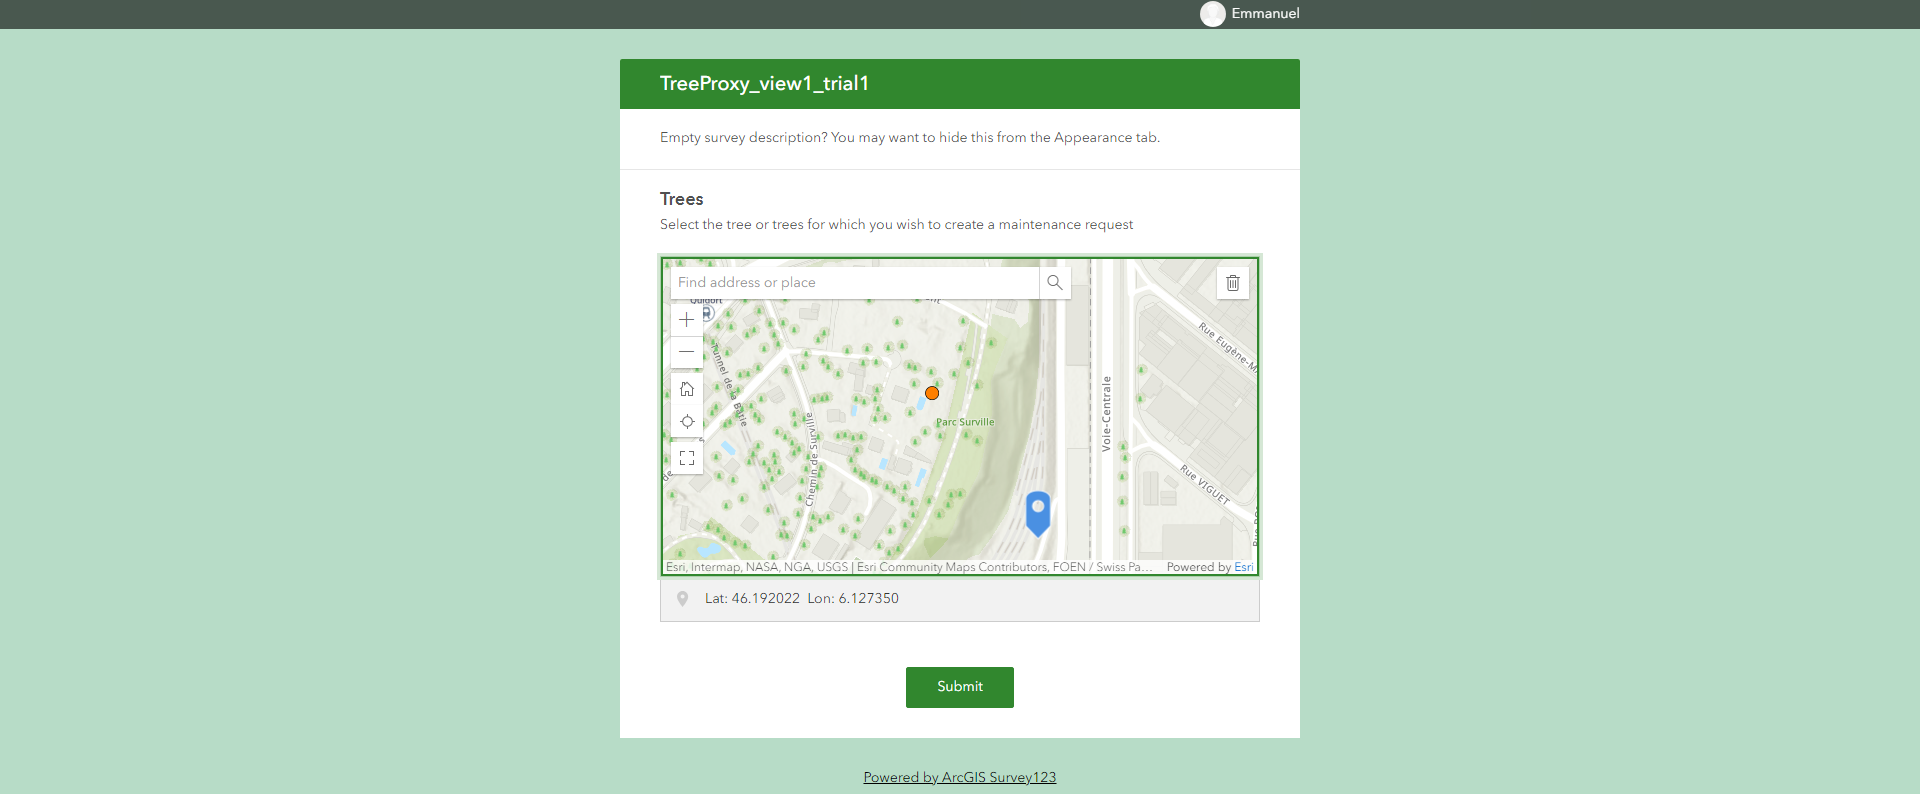 Emmanuel
TreeProxy_view1_trial1
Empty survey description? You may want to hide this from the Appearance tab.
Trees
Select the tree or trees for which you wish to create a maintenance request
Find address or place
Quidort
Tunnel de la Bâtie
Chemin de Surville
Parc Surville
Voie-Centrale
Rue Eugène-M
Rue VIGUET
de
Esri, Intermap, NASA, NGA, USGS | Esri Community Maps Contributors, FOEN / Swiss Pa...
Powered by Esri
Lat: 46.192022 Lon: 6.127350
Submit
Powered by ArcGIS Survey123